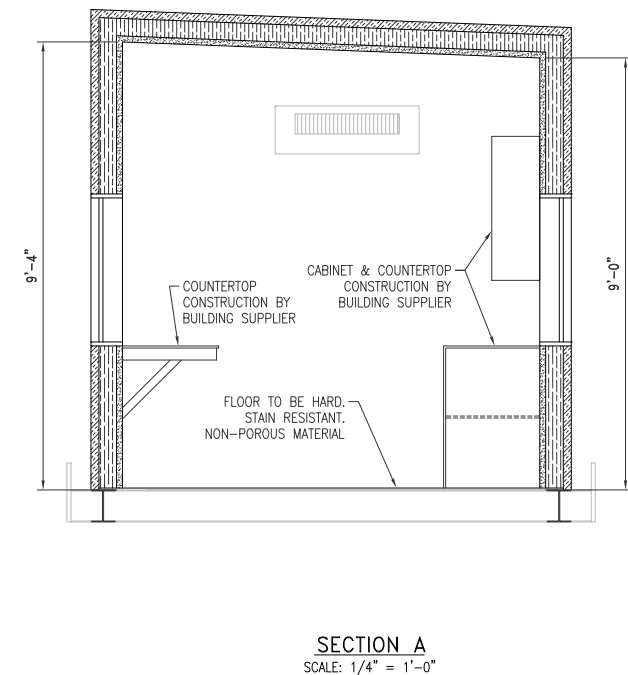 9'-4"
COUNTERTOP
CONSTRUCTION BY
BUILDING SUPPLIER
CABINET & COUNTERTOP
CONSTRUCTION BY
BUILDING SUPPLIER
9'-0"
FLOOR TO BE HARD.
STAIN RESISTANT.
NON-POROUS MATERIAL
SECTION A
SCALE: 1/4" = 1'-0"